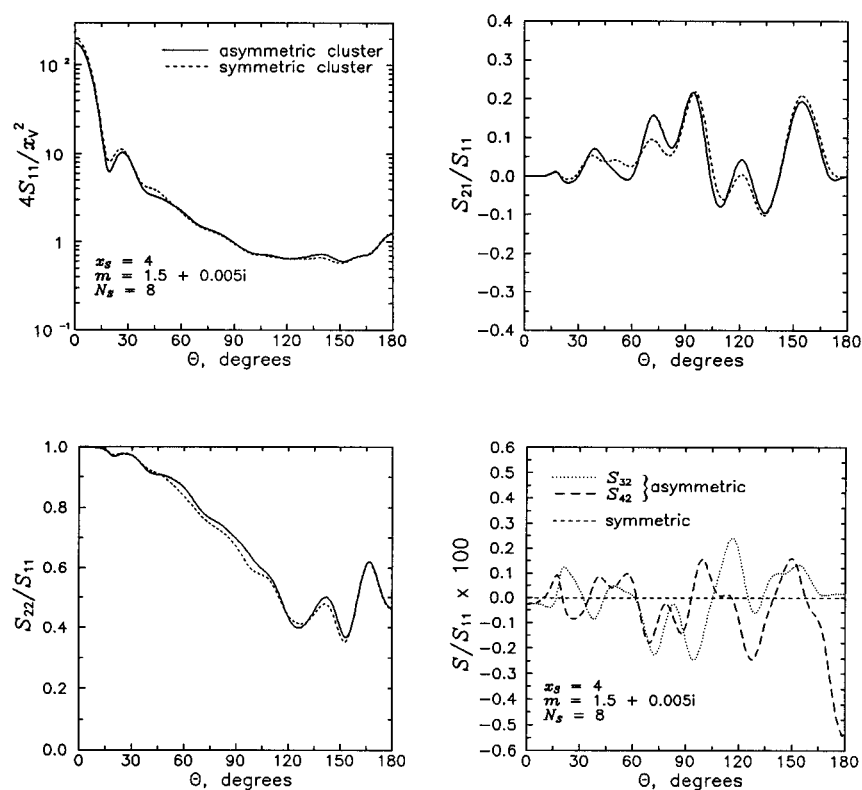 4S₁₁/xᵥ²
10²
10
1
10⁻¹
asymmetric cluster
symmetric cluster
xₛ = 4
m = 1.5 + 0.005i
Nₛ = 8
0 30 60 90 120 150 180
Θ, degrees
S₂₁/S₁₁
0.4
0.3
0.2
0.1
0.0
-0.1
-0.2
-0.3
-0.4
0 30 60 90 120 150 180
Θ, degrees
S₂₂/S₁₁
1.0
0.8
0.6
0.4
0.2
0.0
0 30 60 90 120 150 180
Θ, degrees
S/S₁₁ x 100
0.6
0.5
0.4
0.3
0.2
0.1
0.0
-0.1
-0.2
-0.3
-0.4
-0.5
-0.6
S₃₂
S₄₂ } asymmetric
symmetric
xₛ = 4
m = 1.5 + 0.005i
Nₛ = 8
0 30 60 90 120 150 180
Θ, degrees